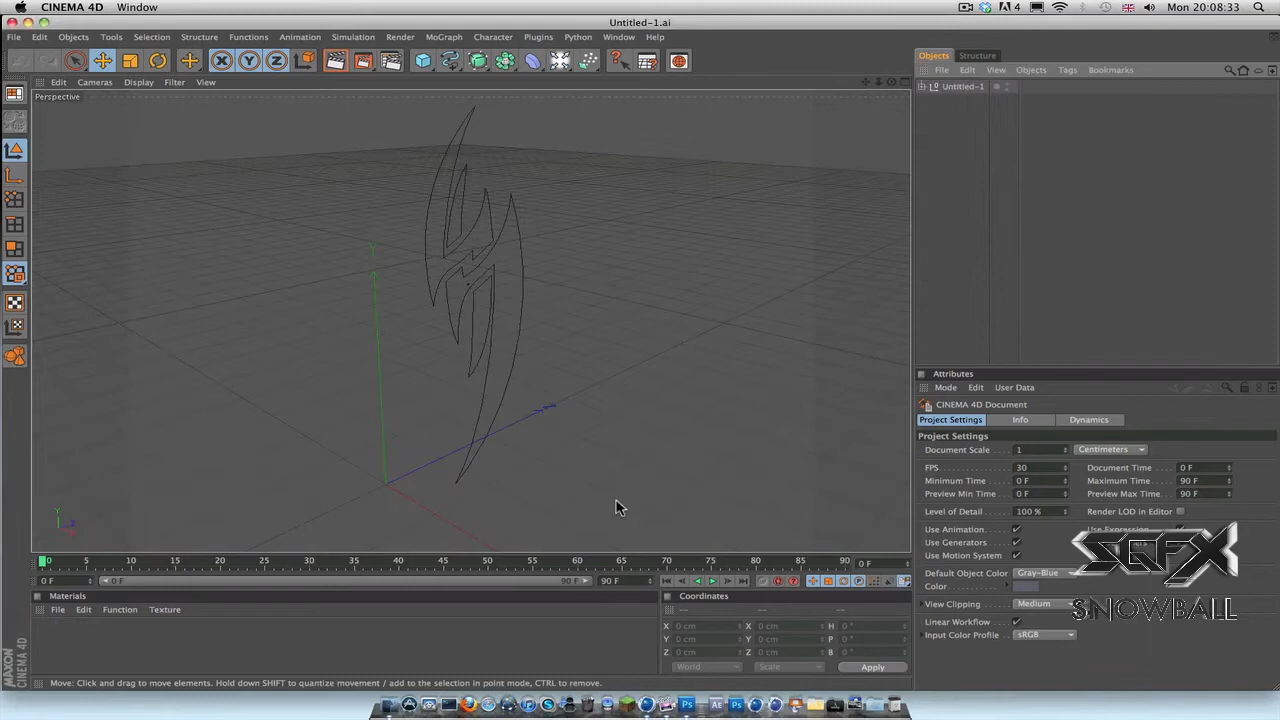 CINEMA 4D Window
4 Mon 20:08:33
Untitled-1.ai
File Edit Objects Tools Selection Structure Functions Animation Simulation Render MoGraph Character Plugins Python Window Help
X Y Z
Objects Structure
File Edit View Objects Tags Bookmarks
Edit Cameras Display Filter View
Untitled-1
Perspective
Y
Attributes
Mode Edit User Data
CINEMA 4D Document
Project Settings Info Dynamics
Project Settings
Document Scale 1 Centimeters
FPS 30 Document Time 0 F
Minimum Time 0 F Maximum Time 90 F
Preview Min Time 0 F Preview Max Time 90 F
Level of Detail 100 % Render LOD in Editor
Use Animation Use Expression
Use Generators
Use Motion System
SEFX
SNOWBALL
Default Object Color Gray-Blue
Color
View Clipping Medium
Linear Workflow
Input Color Profile sRGB
Y
Z
X
0 5 10 15 20 25 30 35 40 45 50 55 60 65 70 75 80 85 90 0 F
0 F 0 F 90 F 90 F
Materials
File Edit Function Texture
Coordinates
-- -- --
X 0 cm X 0 cm H 0 °
Y 0 cm Y 0 cm P 0 °
Z 0 cm Z 0 cm B 0 °
World Scale Apply
MAXON
CINEMA 4D
Move: Click and drag to move elements. Hold down SHIFT to quantize movement / add to the selection in point mode, CTRL to remove.
Ps AE Ps